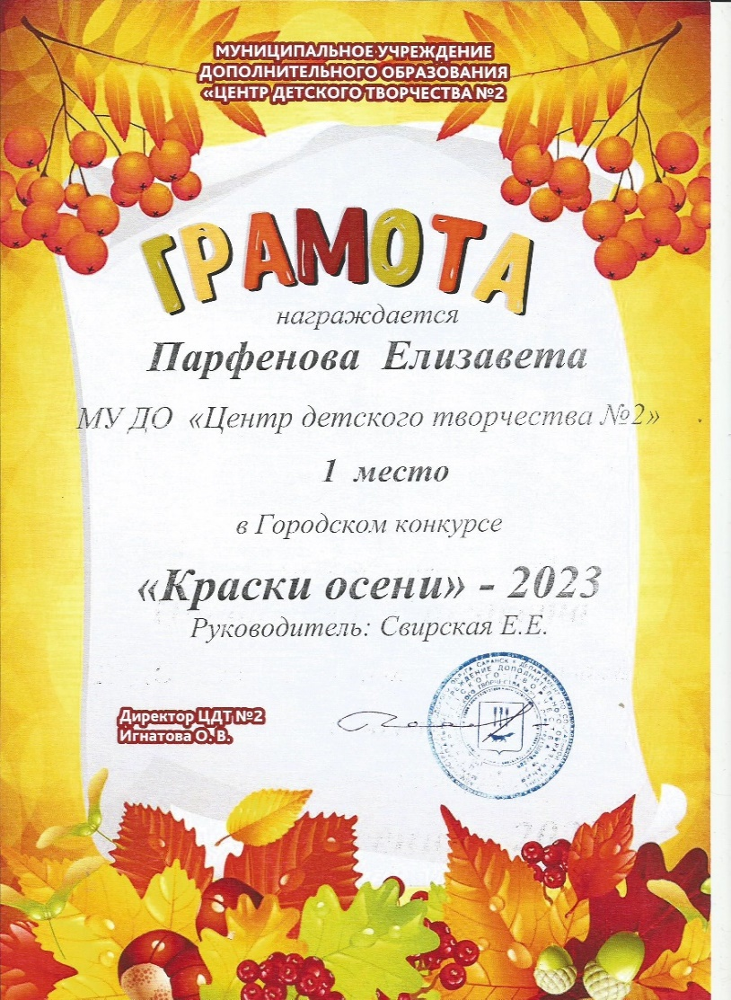 МУНИЦИПАЛЬНОЕ УЧРЕЖДЕНИЕ
ДОПОЛНИТЕЛЬНОГО ОБРАЗОВАНИЯ
«ЦЕНТР ДЕТСКОГО ТВОРЧЕСТВА №2
ГРАМОТА
награждается
Парфенова Елизавета
МУ ДО «Центр детского творчества №2»
1 место
в Городском конкурсе
«Краски осени» - 2023
Руководитель: Свирская Е.Е.
Директор ЦДТ №2
Игнатова О. В.